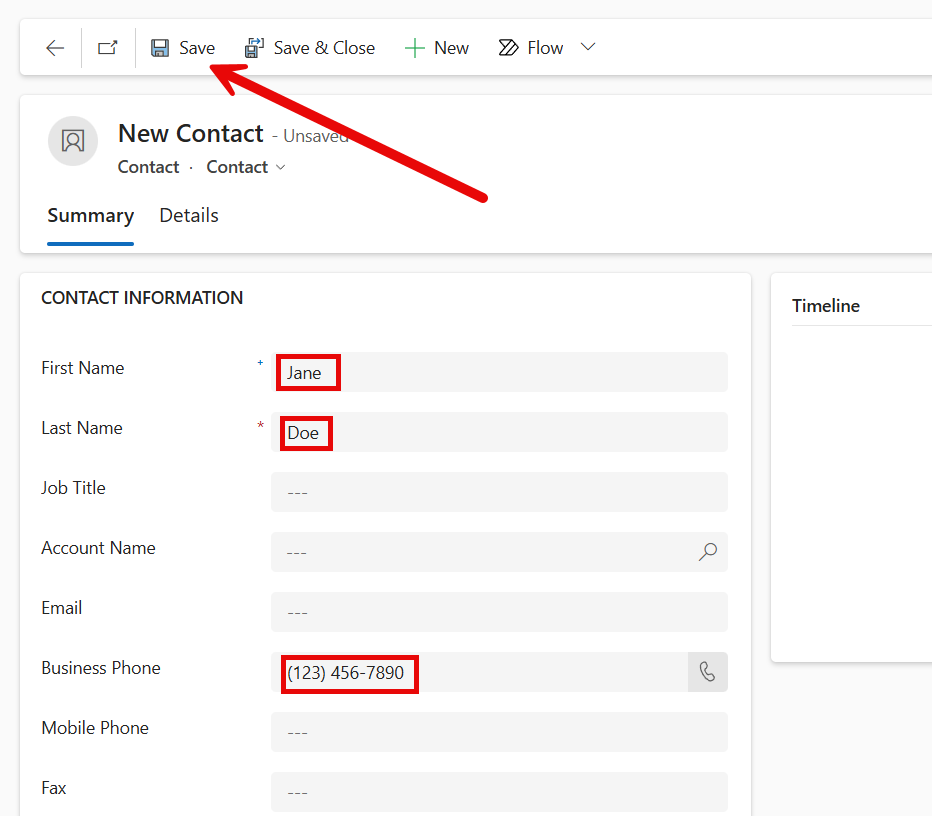 Save Save & Close New Flow
New Contact - Unsaved
Contact · Contact
Summary Details
CONTACT INFORMATION
Timeline
First Name + Jane
Last Name * Doe
Job Title ---
Account Name ---
Email ---
Business Phone (123) 456-7890
Mobile Phone ---
Fax ---